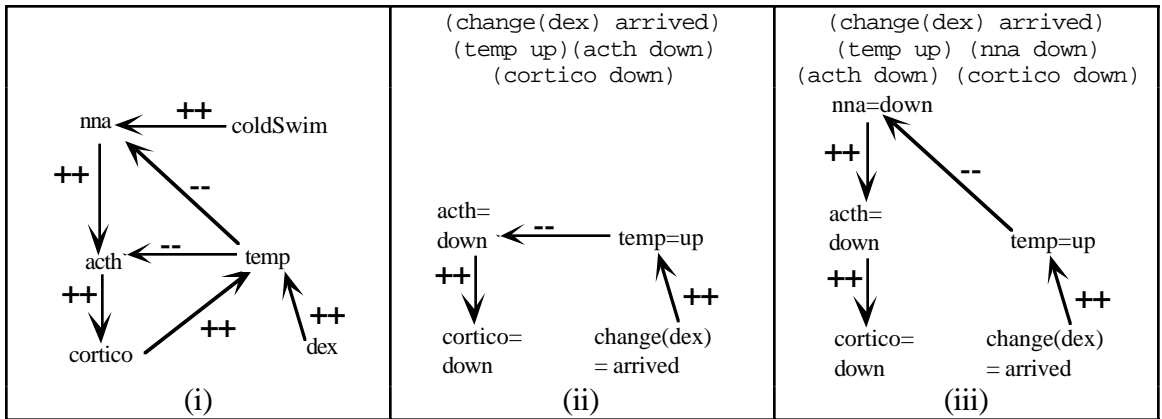 ++
nna
coldSwim
++
--
--
acth
temp
++
++
++
cortico
dex
(i)
(change(dex) arrived)
(temp up)(acth down)
(cortico down)
acth=
down
--
temp=up
++
++
cortico=
down
change(dex)
= arrived
(ii)
(change(dex) arrived)
(temp up) (nna down)
(acth down) (cortico down)
nna=down
++
--
acth=
down
temp=up
++
++
cortico=
down
change(dex)
= arrived
(iii)